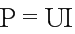 P = UI